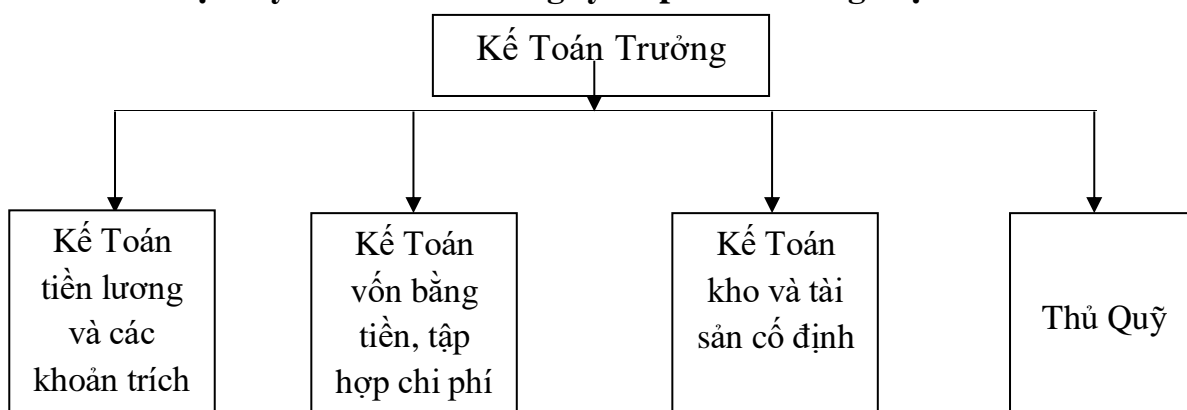 Kế Toán Trưởng
Kế Toán
tiền lương
và các
khoản trích
Kế Toán
vốn bằng
tiền, tập
hợp chi phí
Kế Toán
kho và tài
sản cố định
Thủ Quỹ